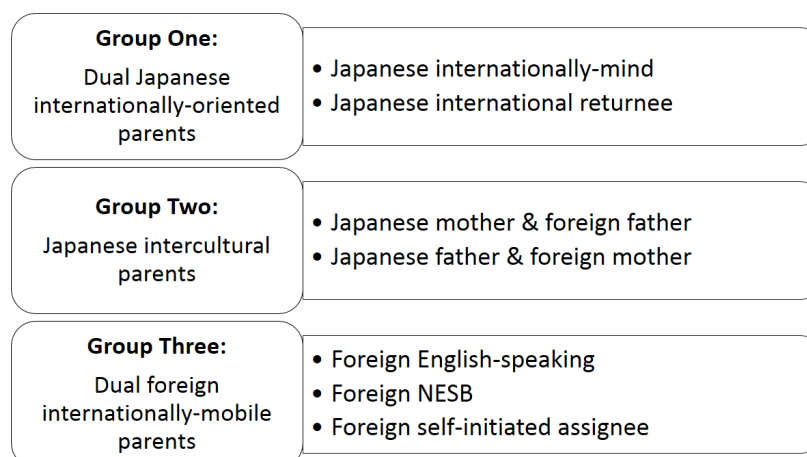 Group One:
Dual Japanese
internationally-oriented
parents
• Japanese internationally-mind
• Japanese international returnee
Group Two:
Japanese intercultural
parents
• Japanese mother & foreign father
• Japanese father & foreign mother
Group Three:
Dual foreign
internationally-mobile
parents
• Foreign English-speaking
• Foreign NESB
• Foreign self-initiated assignee